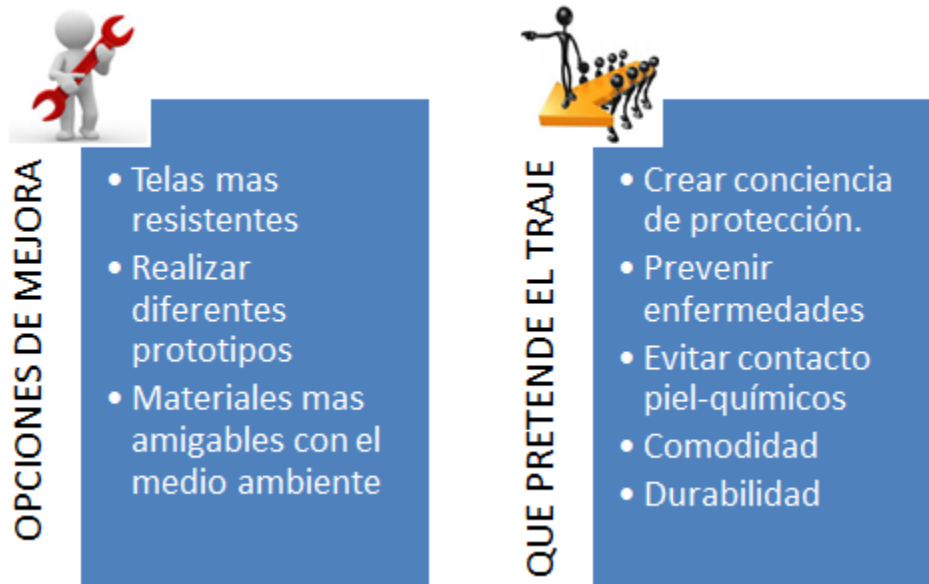 OPCIONES DE MEJORA
• Telas mas
resistentes
• Realizar
diferentes
prototipos
• Materiales mas
amigables con el
medio ambiente
QUE PRETENDE EL TRAJE
• Crear conciencia
de protección.
• Prevenir
enfermedades
• Evitar contacto
piel-químicos
• Comodidad
• Durabilidad